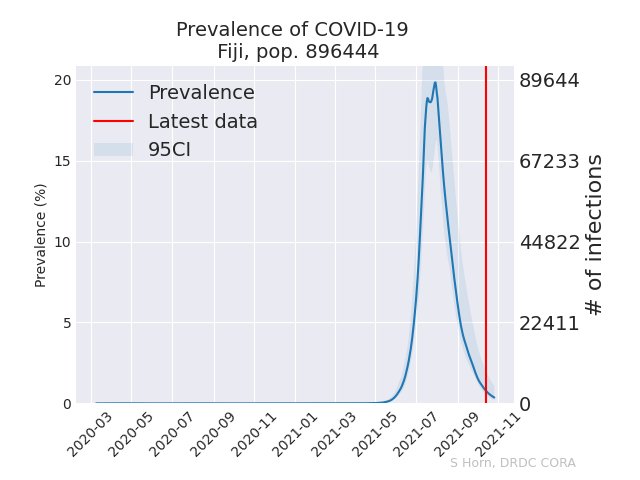 Prevalence of COVID-19
Fiji, pop. 896444
Prevalence
Latest data
95CI
Prevalence (%)
20
15
10
5
0
89644
67233
44822
22411
0
# of infections
2020-03
2020-05
2020-07
2020-09
2020-11
2021-01
2021-03
2021-05
2021-07
2021-09
2021-11
S Horn, DRDC CORA